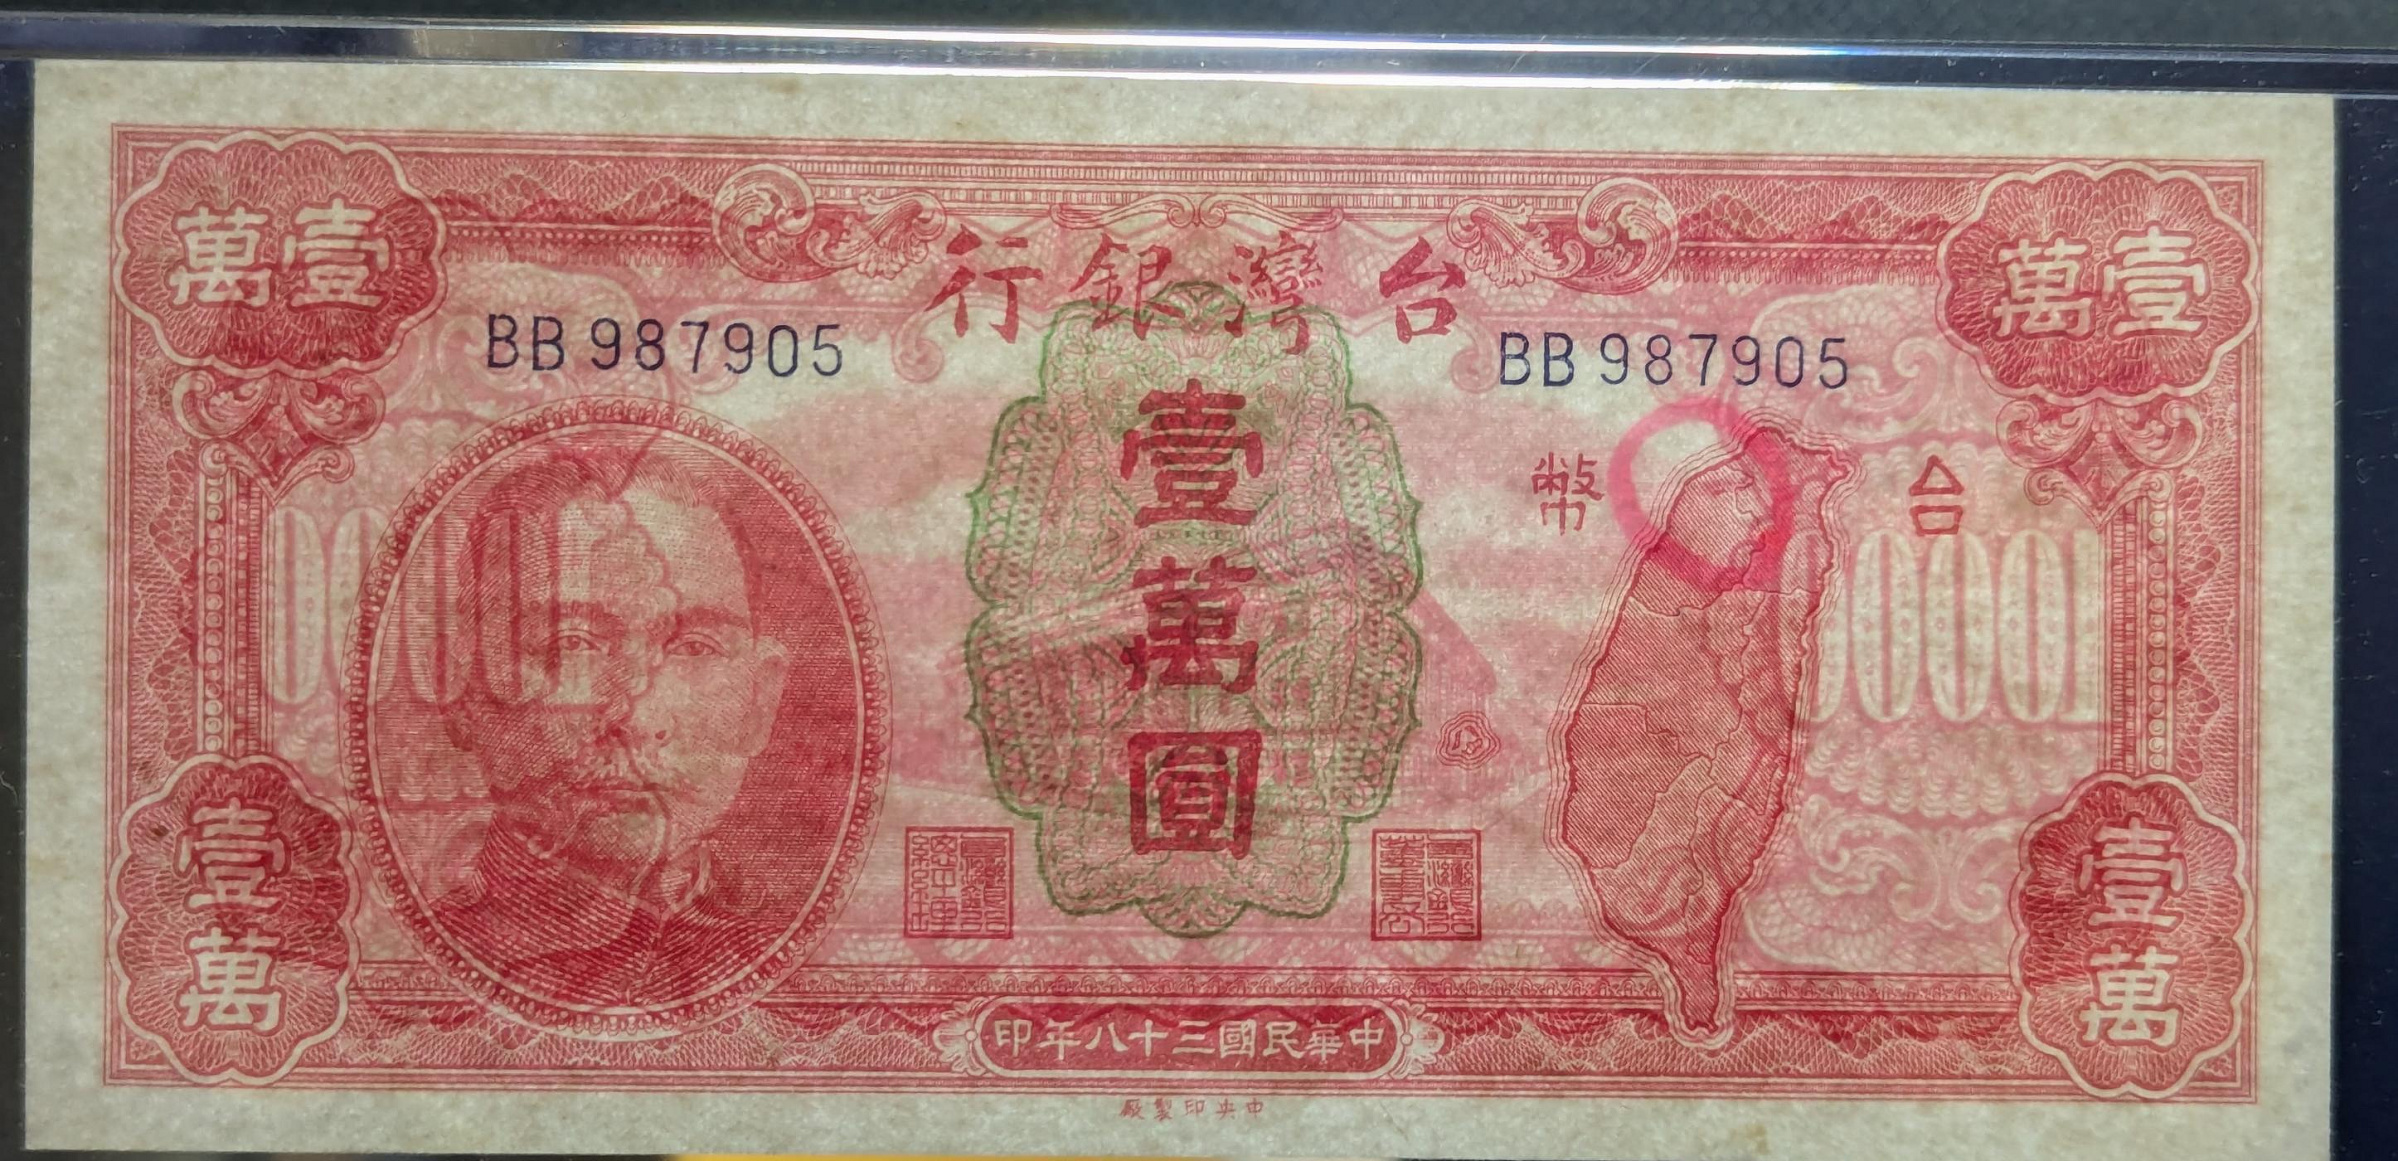 壹萬
台灣銀行
壹萬
BB987905
BB987905
台幣
壹萬圓
壹萬
壹萬
中華民國三十八年印
中央印製廠